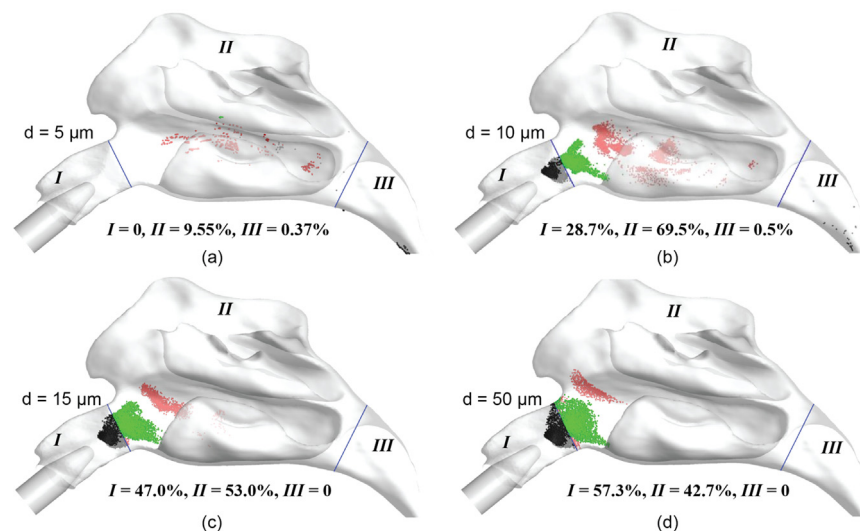 II
d = 5 μm
I
III
I = 0, II = 9.55%, III = 0.37%
(a)
II
d = 10 μm
I
III
I = 28.7%, II = 69.5%, III = 0.5%
(b)
II
d = 15 μm
I
III
I = 47.0%, II = 53.0%, III = 0
(c)
II
d = 50 μm
I
III
I = 57.3%, II = 42.7%, III = 0
(d)